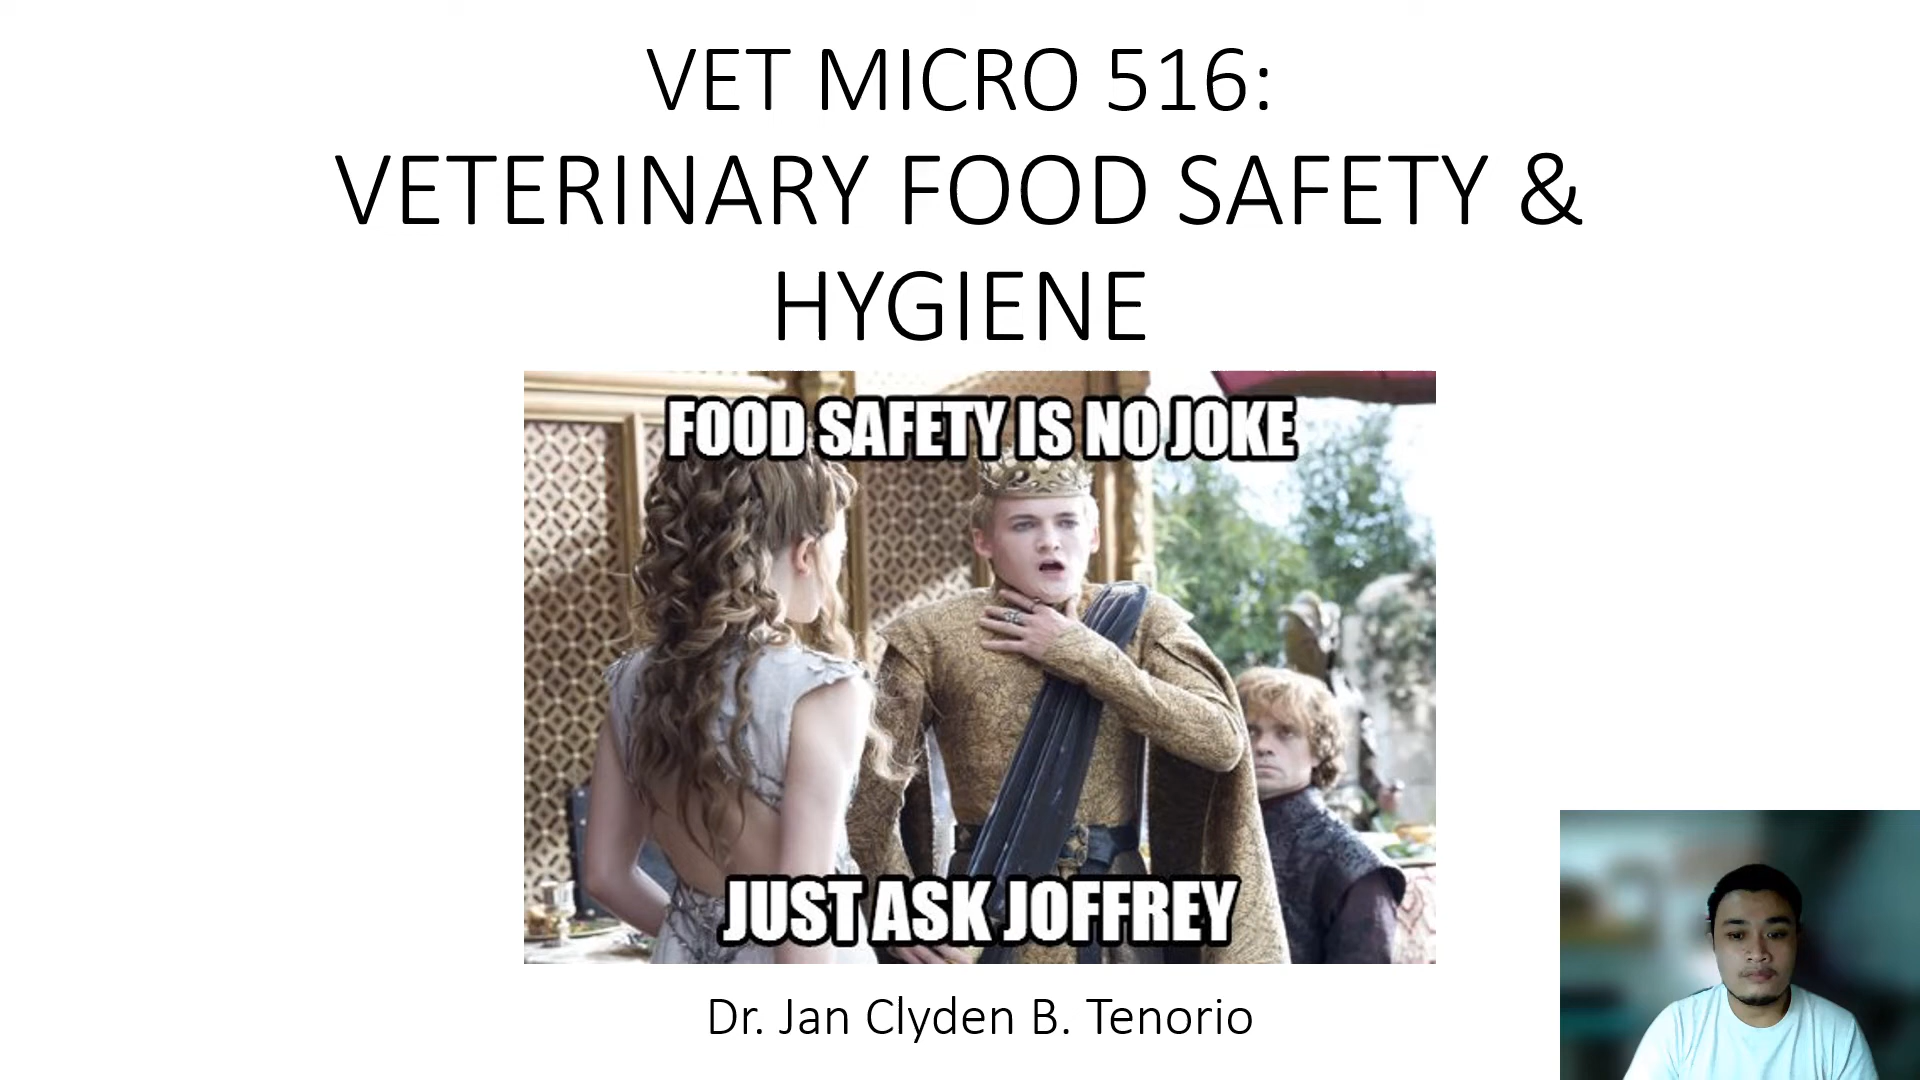 VET MICRO 516:
VETERINARY FOOD SAFETY &
HYGIENE
FOOD SAFETY IS NO JOKE
JUST ASK JOFFREY
Dr. Jan Clyden B. Tenorio